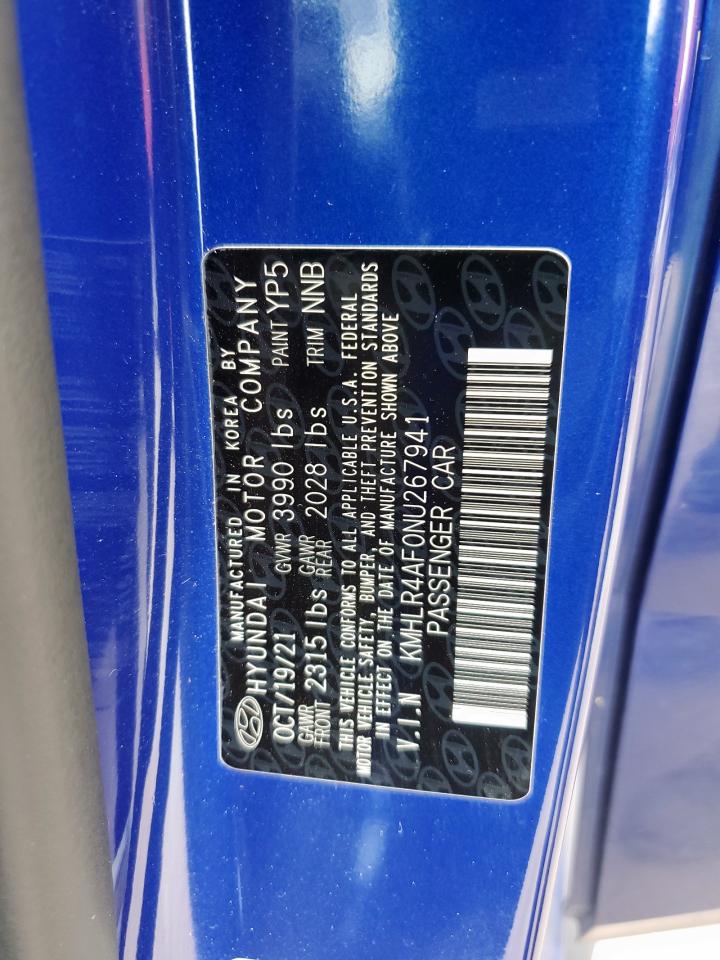 MANUFACTURED IN KOREA BY
HYUNDAI MOTOR COMPANY
OCT/19/21 GVWR 3990 lbs PAINT YP5
GAWR FRONT 2315 lbs GAWR REAR 2028 lbs TRIM NNB
THIS VEHICLE CONFORMS TO ALL APPLICABLE U.S.A. FEDERAL
MOTOR VEHICLE SAFETY, BUMPER, AND THEFT PREVENTION STANDARDS
IN EFFECT ON THE DATE OF MANUFACTURE SHOWN ABOVE
V.I.N KMHLR4AF0NU267941
PASSENGER CAR